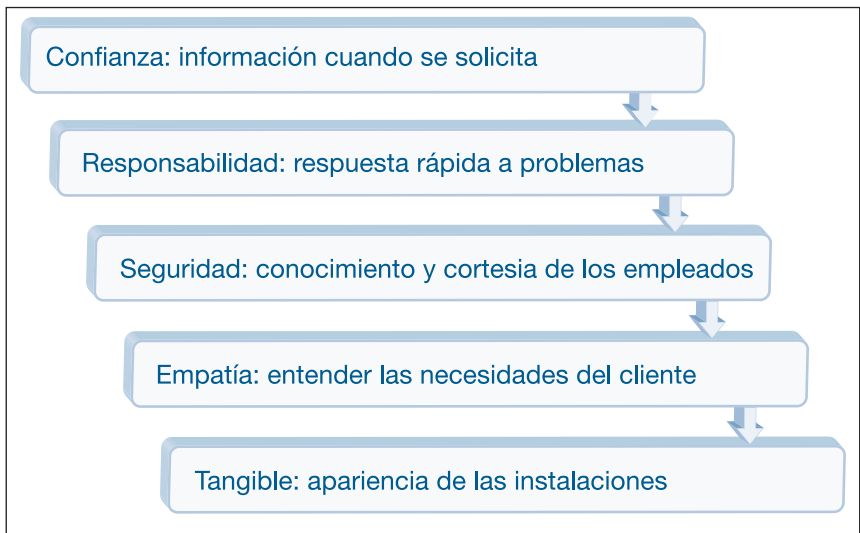 Confianza: información cuando se solicita
Responsabilidad: respuesta rápida a problemas
Seguridad: conocimiento y cortesia de los empleados
Empatía: entender las necesidades del cliente
Tangible: apariencia de las instalaciones